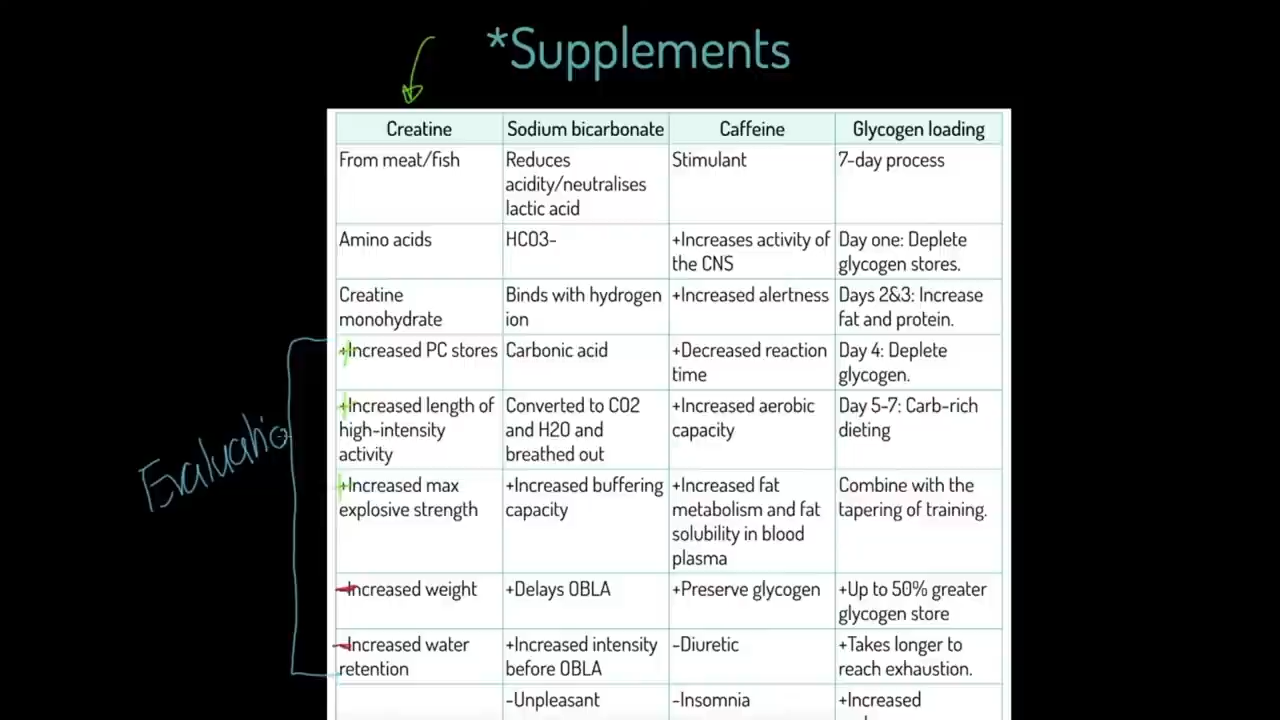 *Supplements
Creatine
Sodium bicarbonate
Caffeine
Glycogen loading
From meat/fish
Reduces
acidity/neutralises
lactic acid
Stimulant
7-day process
Amino acids
HCO3-
+Increases activity of
the CNS
Day one: Deplete
glycogen stores.
Creatine
monohydrate
Binds with hydrogen
ion
+Increased alertness
Days 2&3: Increase
fat and protein.
+Increased PC stores
Carbonic acid
+Decreased reaction
time
Day 4: Deplete
glycogen.
+Increased length of
high-intensity
activity
Converted to CO2
and H2O and
breathed out
+Increased aerobic
capacity
Day 5-7: Carb-rich
dieting
+Increased max
explosive strength
+Increased buffering
capacity
+Increased fat
metabolism and fat
solubility in blood
plasma
Combine with the
tapering of training.
-Increased weight
+Delays OBLA
+Preserve glycogen
+Up to 50% greater
glycogen store
-Increased water
retention
+Increased intensity
before OBLA
-Diuretic
+Takes longer to
reach exhaustion.
-Unpleasant
-Insomnia
+Increased
Evaluatio